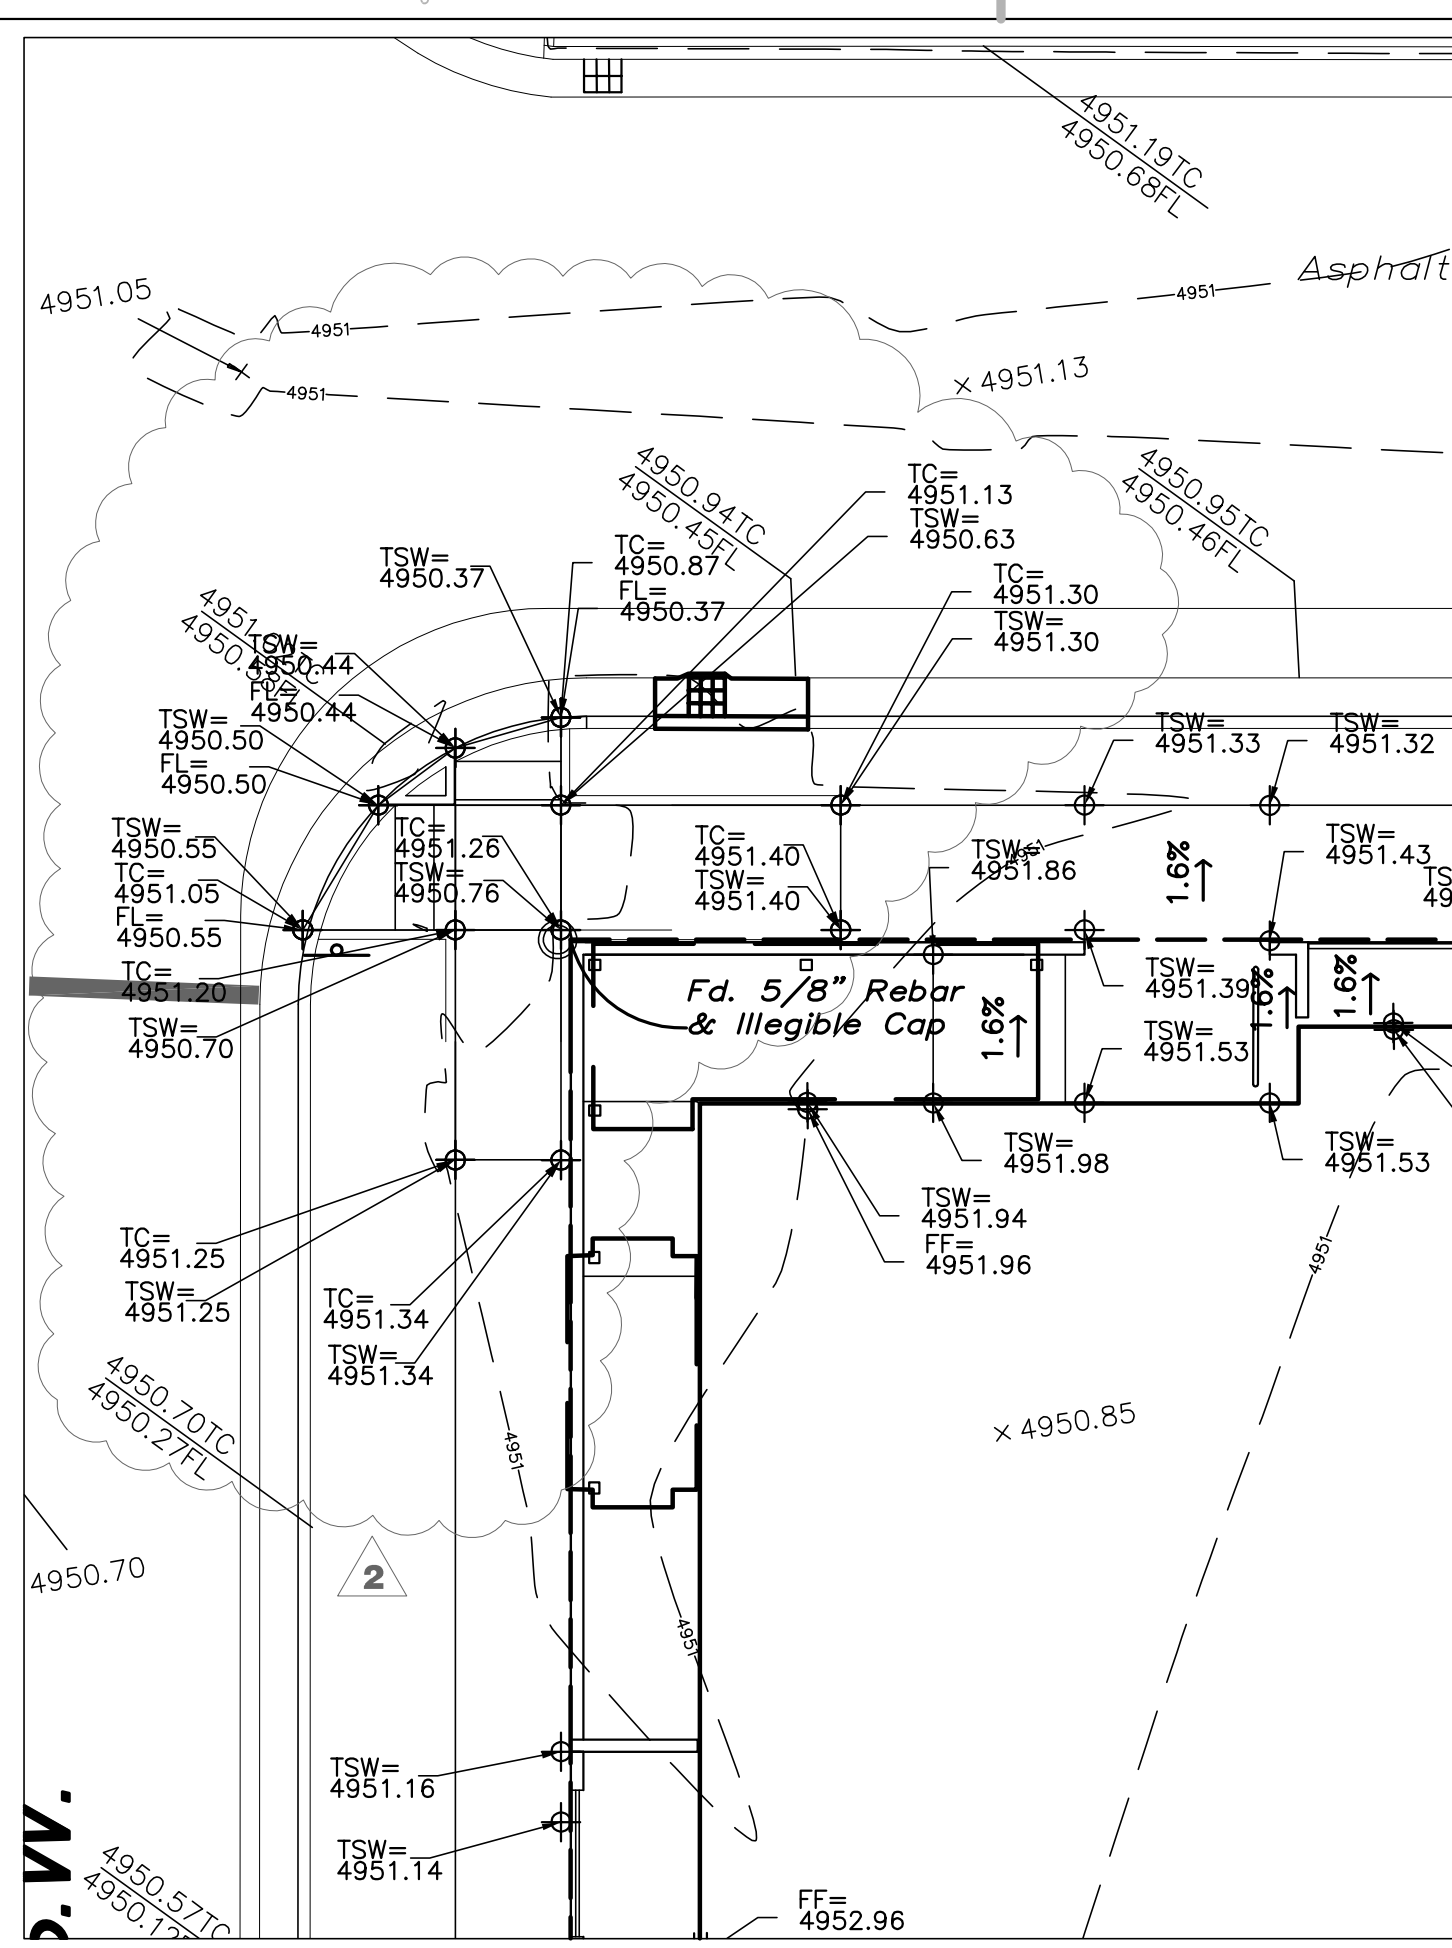 4951.19TC
4950.68FL
Asphalt
4951.05
4951
4951
4951
4951.13
4950.94TC
4950.45FL
4950.95TC
4950.46FL
TC=
4951.13
TSW=
4950.63
TSW=
4950.37
TC=
4950.87
FL=
4950.37
TC=
4951.30
TSW=
4951.30
TSW=
4950.44
FL=
4950.44
TSW=
4950.50
FL=
4950.50
TSW=
4951.33
TSW=
4951.32
TSW=
4950.55
TC=
4951.05
FL=
4950.55
TC=
4951.26
TSW=
4950.76
TC=
4951.40
TSW=
4951.40
TSW=
4951.86
4951
1.6%
TSW=
4951.43
TC=
4951.20
TSW=
4950.70
Fd. 5/8" Rebar
& Illegible Cap
1.6%
TSW=
4951.39
1.6%
1.6%
TSW=
4951.53
TSW=
4951.98
TSW=
4951.53
TSW=
4951.94
FF=
4951.96
TC=
4951.25
TSW=
4951.25
TC=
4951.34
TSW=
4951.34
4951
4950.70TC
4950.27FL
4951
4950.85
4950.70
2
4951
TSW=
4951.16
TSW=
4951.14
4950.57TC
FF=
4952.96